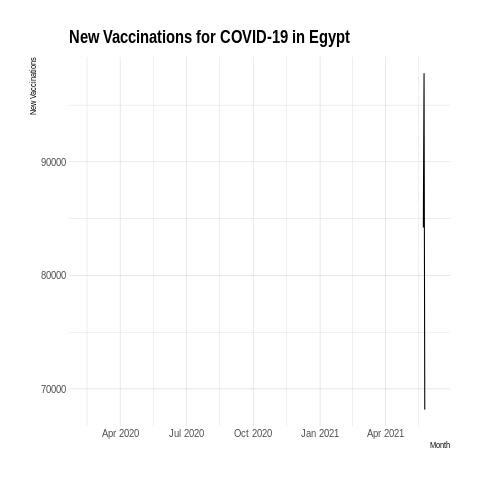 New Vaccinations for COVID-19 in Egypt
New Vaccinations
90000
80000
70000
Apr 2020 Jul 2020 Oct 2020 Jan 2021 Apr 2021
Month